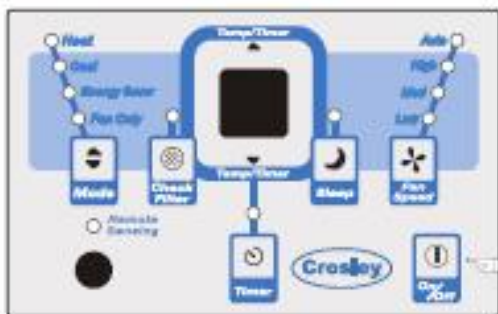 Temp/Timer
Heat
Cool
Energy Saver
Fan Only
Auto
High
Med
Low
Mode
Check
Filter
Temp/Timer
Sleep
Fan
Speed
Remote
Sensing
Timer
Crosley
On/
Off